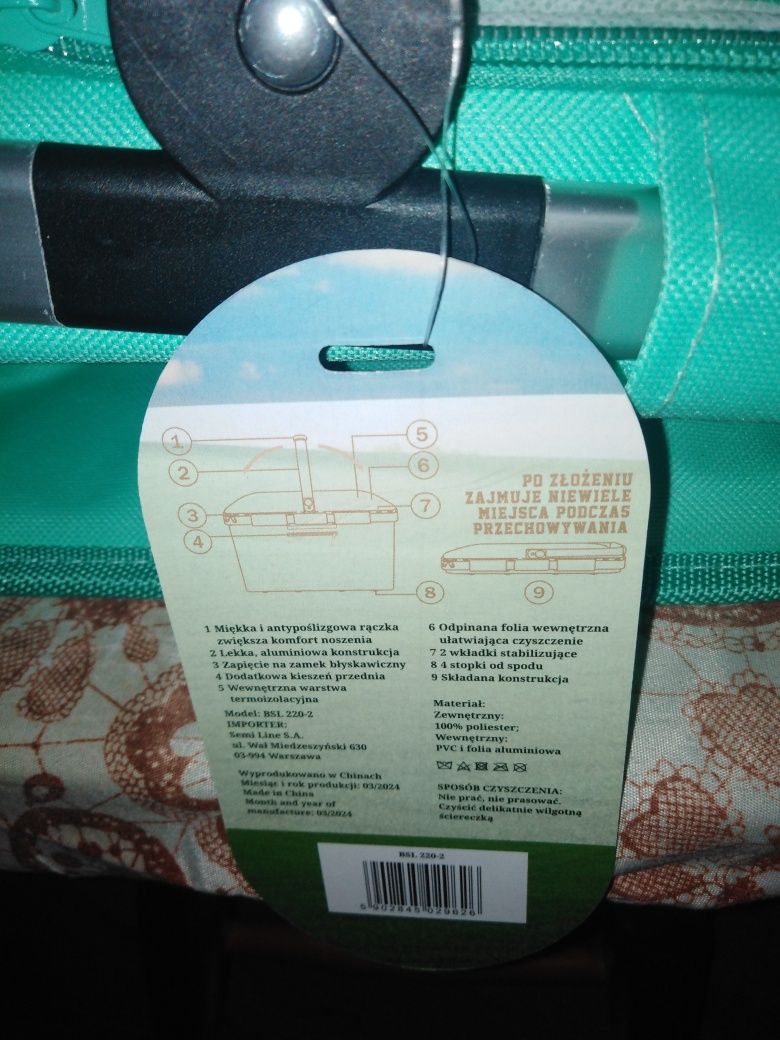 1
2
3
4
5
6
7
8
PO ZŁOŻENIU
ZAJMUJE NIEWIELE
MIEJSCA PODCZAS
PRZECHOWYWANIA
9
1 Miękka i antypoślizgowa rączka
zwiększa komfort noszenia
2 Lekka, aluminiowa konstrukcja
3 Zapięcie na zamek błyskawiczny
4 Dodatkowa kieszeń przednia
5 Wewnętrzna warstwa
termoizolacyjna
Model: BSL 220-2
IMPORTER:
Semi Line S.A.
ul. Wał Miedzeszyński 630
03-994 Warszawa
Wyprodukowano w Chinach
Miesiąc i rok produkcji: 03/2024
Made in China
Month and year of
manufacture: 03/2024
6 Odpinana folia wewnętrzna
ułatwiająca czyszczenie
7 2 wkładki stabilizujące
8 4 stopki od spodu
9 Składana konstrukcja
Materiał:
Zewnętrzny:
100% poliester;
Wewnętrzny:
PVC i folia aluminiowa
SPOSÓB CZYSZCZENIA:
Nie prać, nie prasować.
Czyścić delikatnie wilgotną
ściereczką
BSL 220-2
5 902845 029626